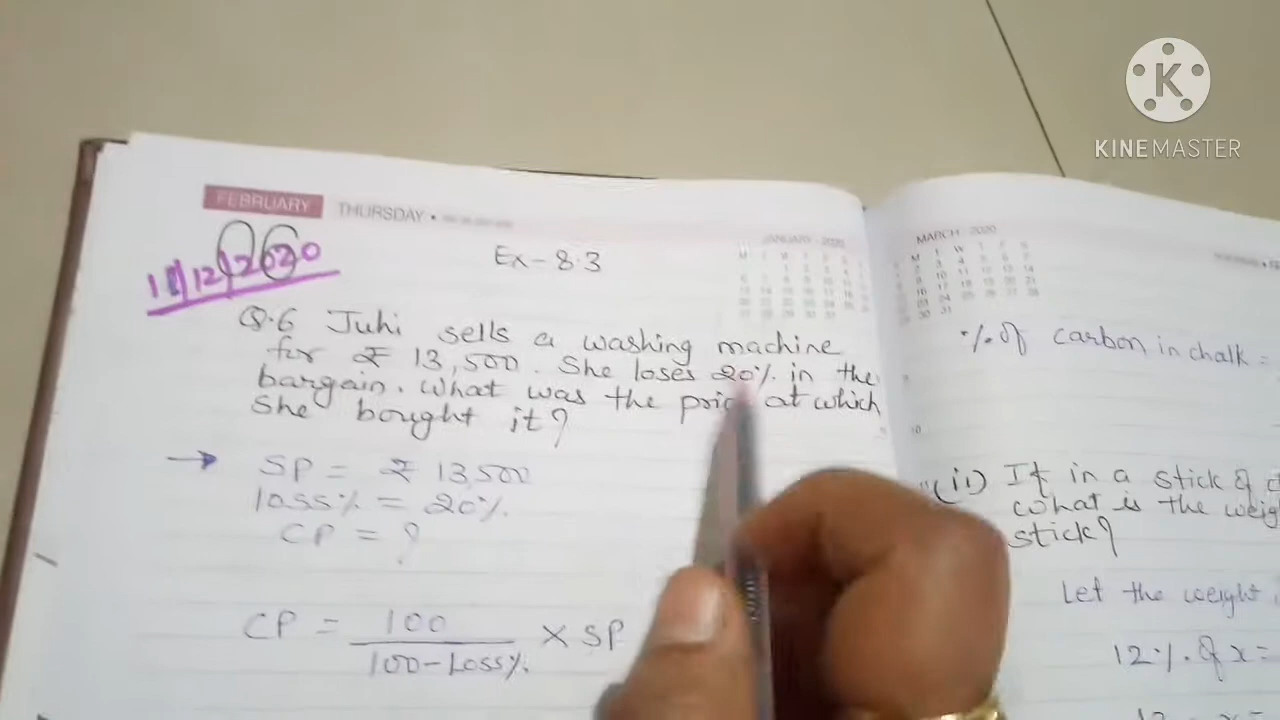 K
KINEMASTER
FEBRUARY THURSDAY •
11/12/2020
Ex-8.3
Q.6 Juhi sells a washing machine
for ₹ 13,500. She loses 20% in the
bargain. What was the price at which
She bought it?
→ SP = ₹ 13,500
loss% = 20%.
CP = ?
CP = 100 / 100-Loss%. × SP
JANUARY - 2020
MARCH - 2020
% of carbon in chalk =
(ii) If in a stick of
What is the weig
stick?
Let the weight
12%. of x =